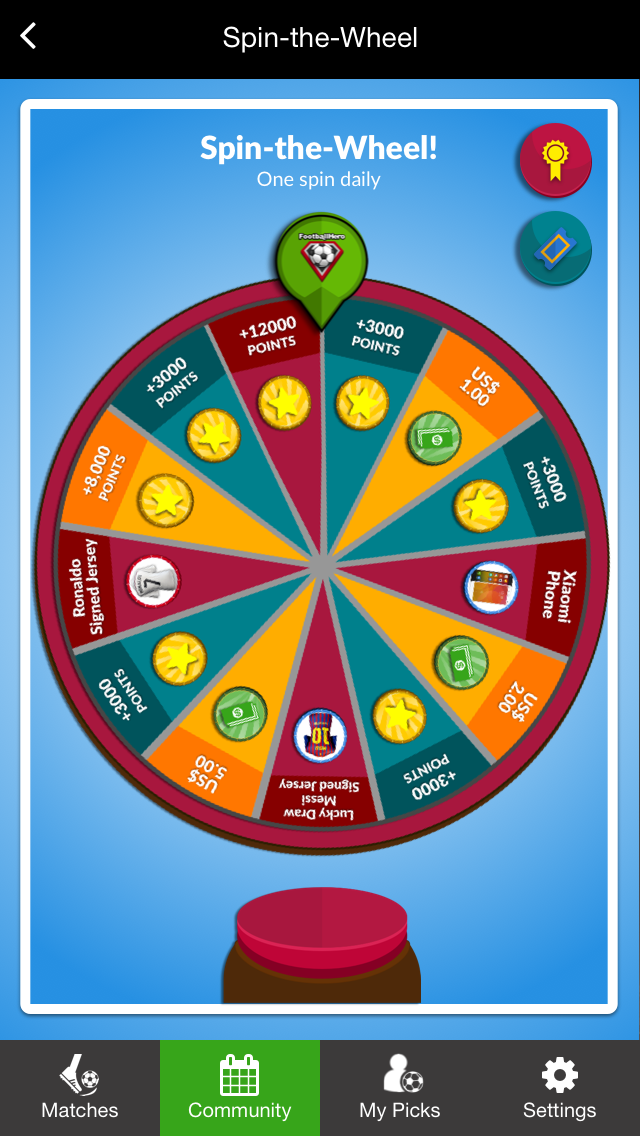 Spin-the-Wheel
Spin-the-Wheel!
One spin daily
FootballHero
+12000
POINTS
+3000
POINTS
US$
1.00
+3000
POINTS
Xiaomi
Phone
US$
2.00
+3000
POINTS
Lucky Draw
Messi
Signed Jersey
10
US$
5.00
+3000
POINTS
Ronaldo
Signed Jersey
7
+8,000
POINTS
+3000
POINTS
Matches
Community
My Picks
Settings